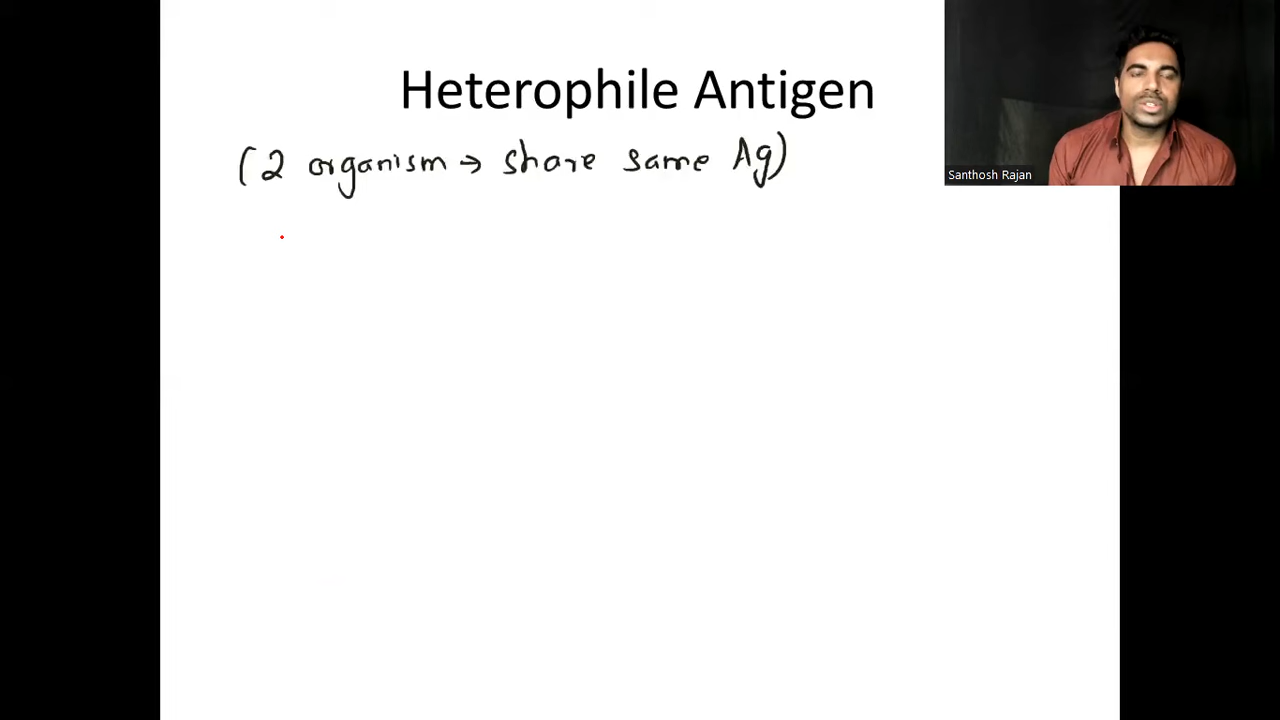 Heterophile Antigen
(2 organism → share same Ag)
Santhosh Rajan